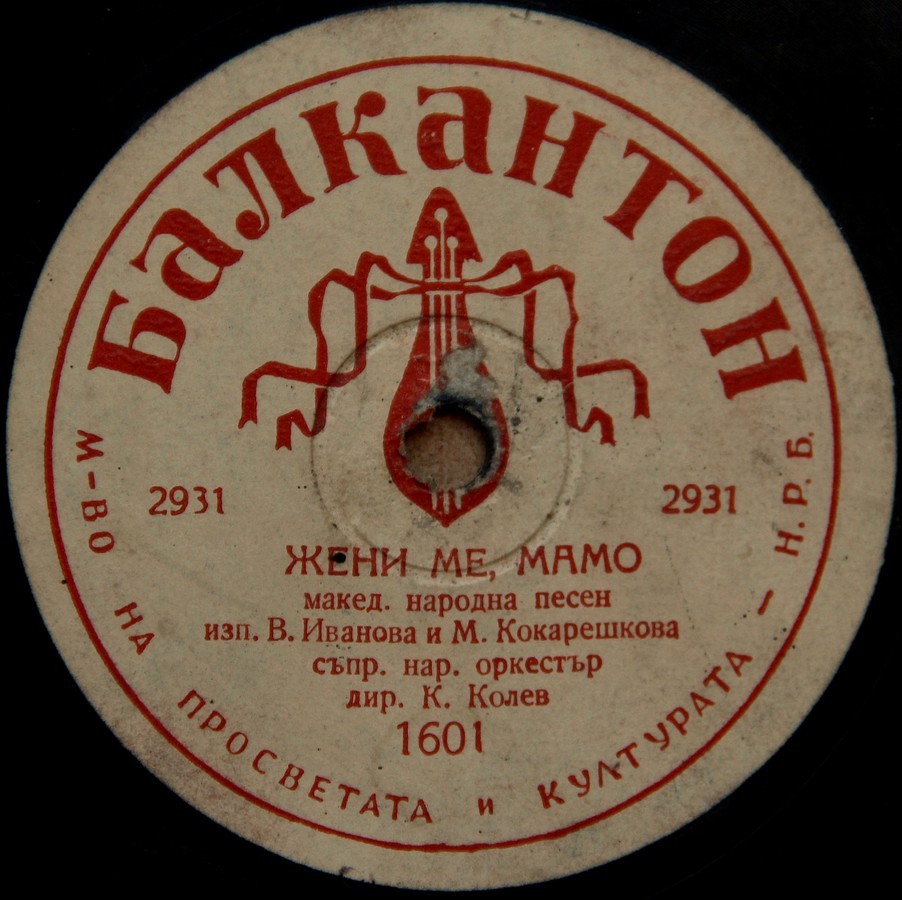 Балкантон
2931
2931
ЖЕНИ МЕ, МАМО
макед. народна песен
изп. В. Иванова и М. Кокарешкова
съпр. нар. оркестър
дир. К. Колев
1601
М-ВО НА ПРОСВЕТАТА и КУЛТУРАТА – Н.Р.Б.